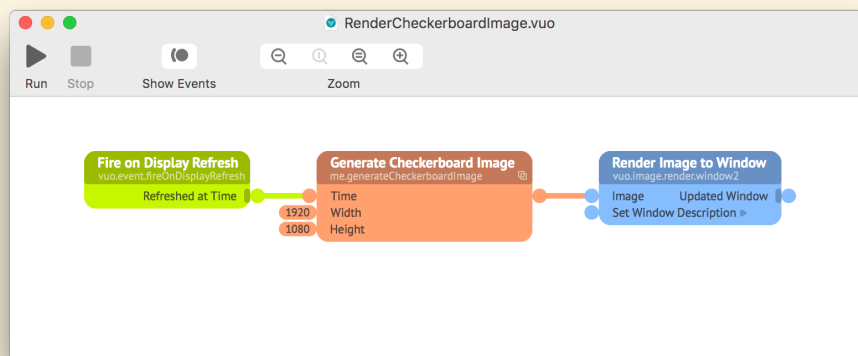 RenderCheckerboardImage.vuo
Run
Stop
Show Events
Zoom
Fire on Display Refresh
vuo.event.fireOnDisplayRefresh
Refreshed at Time
Generate Checkerboard Image
me.generateCheckerboardImage
Time
1920 Width
1080 Height
Render Image to Window
vuo.image.render.window2
Image Updated Window
Set Window Description